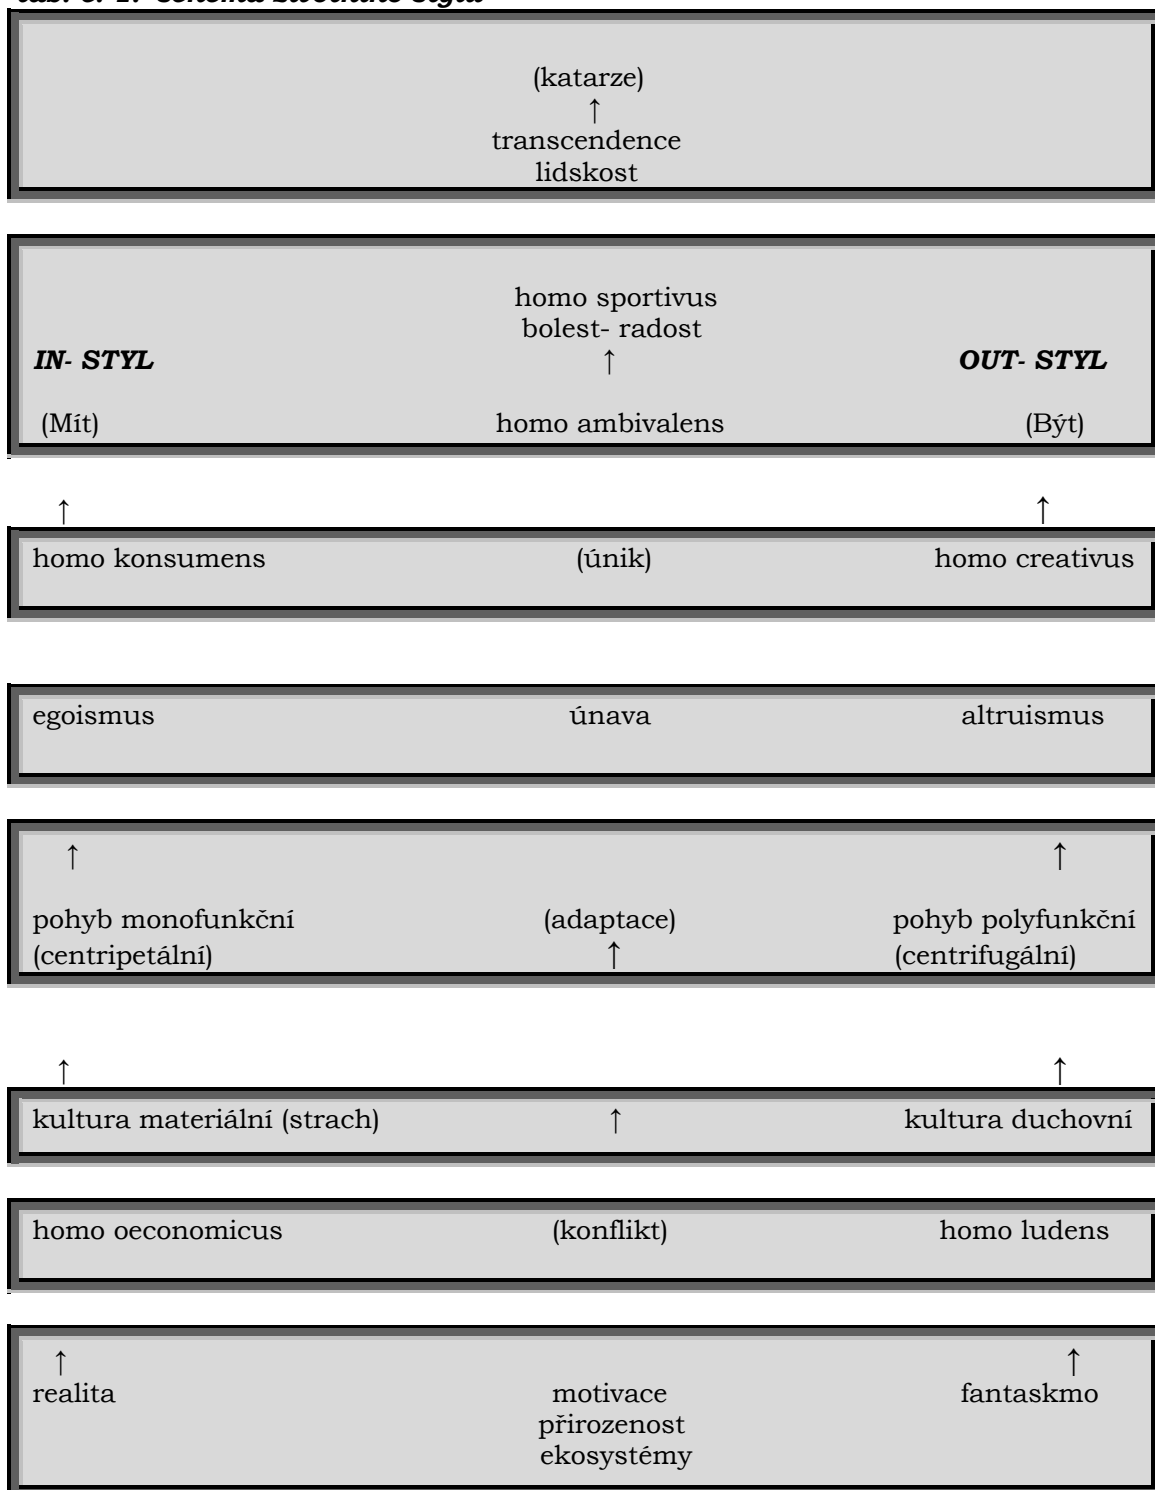 (katarze)
↑
transcendence
lidskost
homo sportivus
bolest- radost
IN- STYL ↑ OUT- STYL
(Mít) homo ambivalens (Být)
↑ ↑
homo konsumens (únik) homo creativus
egoismus únava altruismus
↑ ↑
pohyb monofunkční (adaptace) pohyb polyfunkční
(centripetální) ↑ (centrifugální)
↑ ↑
kultura materiální (strach) ↑ kultura duchovní
homo oeconomicus (konflikt) homo ludens
↑ ↑
realita motivace fantaskmo
přirozenost
ekosystémy